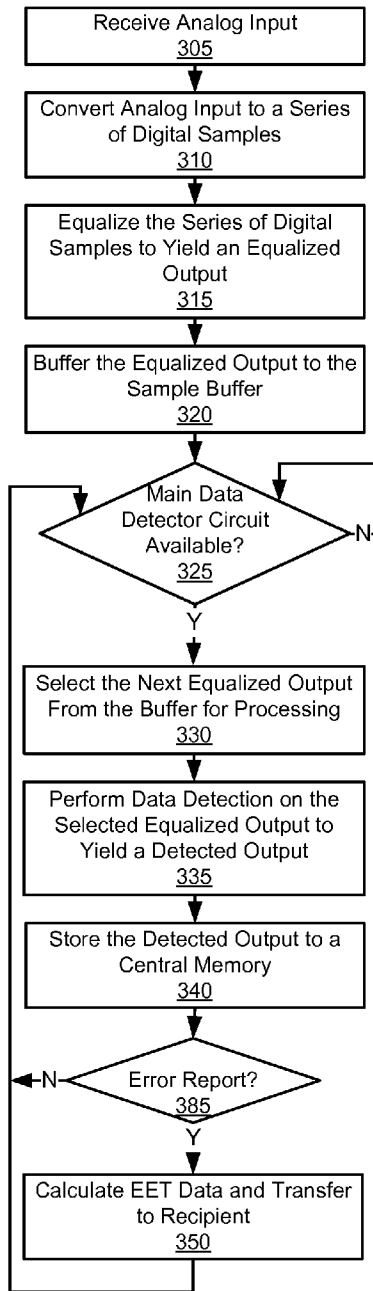 Receive Analog Input
305
Convert Analog Input to a Series
of Digital Samples
310
Equalize the Series of Digital
Samples to Yield an Equalized
Output
315
Buffer the Equalized Output to the
Sample Buffer
320
Main Data
Detector Circuit
Available?
325
N
Y
Select the Next Equalized Output
From the Buffer for Processing
330
Perform Data Detection on the
Selected Equalized Output to
Yield a Detected Output
335
Store the Detected Output to a
Central Memory
340
N
Error Report?
385
Y
Calculate EET Data and Transfer
to Recipient
350